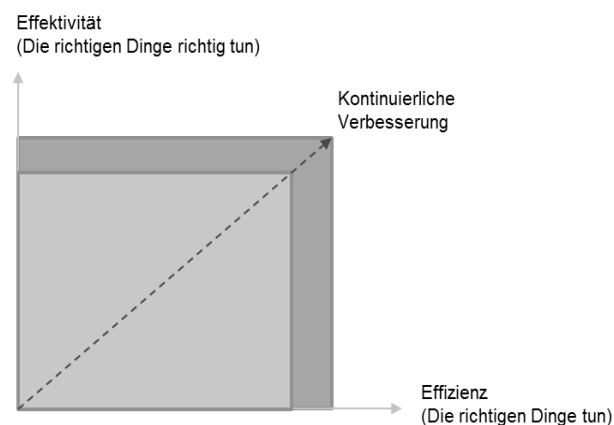 Effektivität
(Die richtigen Dinge richtig tun)
Kontinuierliche
Verbesserung
Effizienz
(Die richtigen Dinge tun)